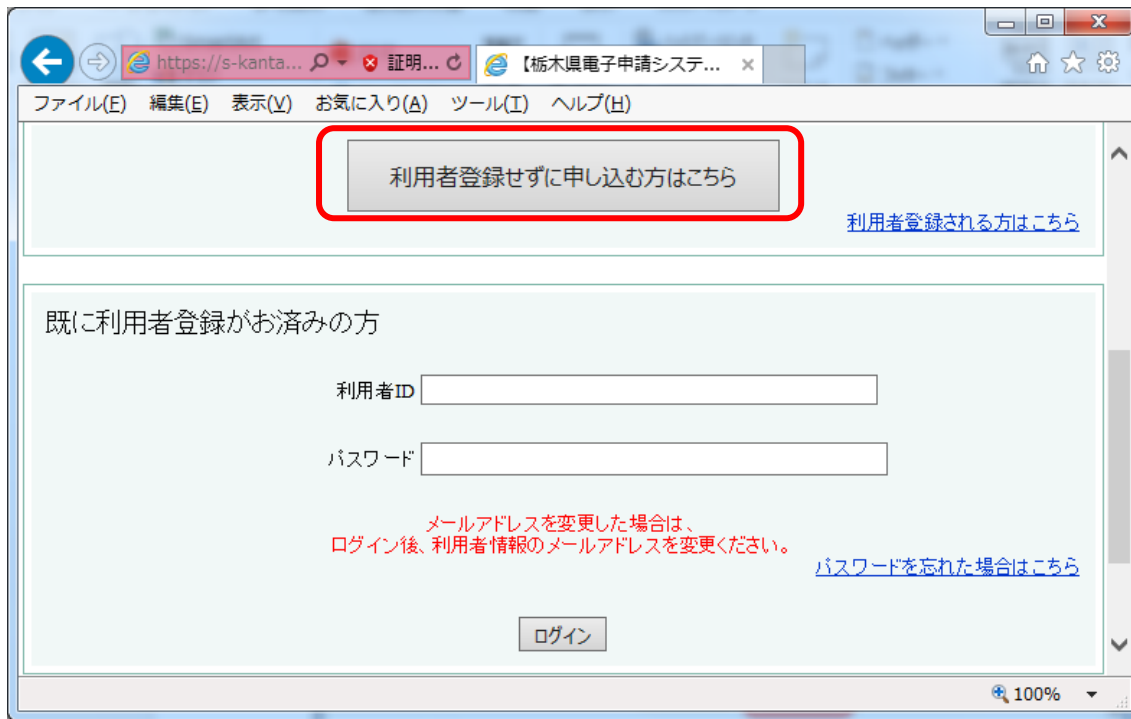 https://s-kanta... 証明... 【栃木県電子申請システ...
ファイル(F) 編集(E) 表示(V) お気に入り(A) ツール(T) ヘルプ(H)
利用者登録せずに申し込む方はこちら
利用者登録される方はこちら
既に利用者登録がお済みの方
利用者ID
パスワード
メールアドレスを変更した場合は、
ログイン後、利用者情報のメールアドレスを変更ください。
パスワードを忘れた場合はこちら
ログイン
100%